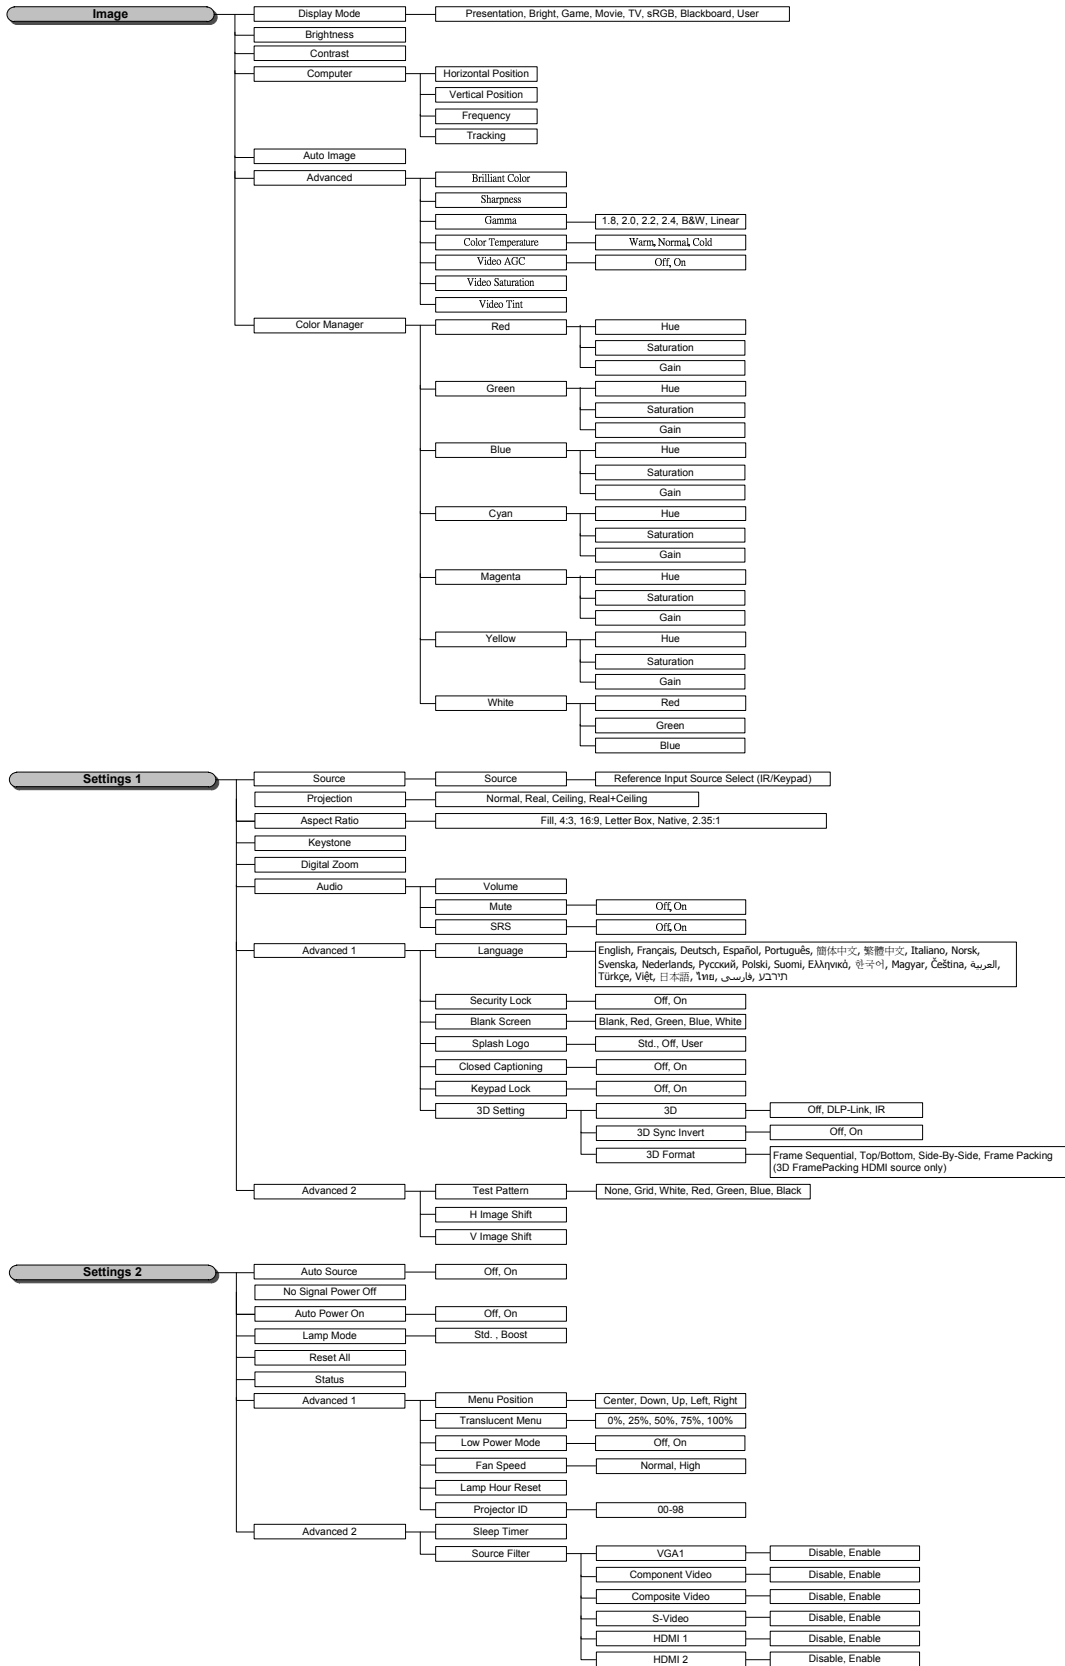 Image
Display Mode
Presentation, Bright, Game, Movie, TV, sRGB, Blackboard, User
Brightness
Contrast
Computer
Horizontal Position
Vertical Position
Frequency
Tracking
Auto Image
Advanced
Brilliant Color
Sharpness
Gamma
1.8, 2.0, 2.2, 2.4, B&W, Linear
Color Temperature
Warm, Normal, Cold
Video AGC
Off, On
Video Saturation
Video Tint
Color Manager
Red
Hue
Saturation
Gain
Green
Hue
Saturation
Gain
Blue
Hue
Saturation
Gain
Cyan
Hue
Saturation
Gain
Magenta
Hue
Saturation
Gain
Yellow
Hue
Saturation
Gain
White
Red
Green
Blue
Settings 1
Source
Source
Reference Input Source Select (IR/Keypad)
Projection
Normal, Real, Ceiling, Real+Ceiling
Aspect Ratio
Fill, 4:3, 16:9, Letter Box, Native, 2.35:1
Keystone
Digital Zoom
Audio
Volume
Mute
Off, On
SRS
Off, On
Advanced 1
Language
English, Français, Deutsch, Español, Português, 簡体中文, 繁體中文, Italiano, Norsk,
Svenska, Nederlands, Русский, Polski, Suomi, Ελληνικά, 한국어, Magyar, Čeština, العربية,
Türkçe, Việt, 日本語, ไทย, فارسی, תירבע
Security Lock
Off, On
Blank Screen
Blank, Red, Green, Blue, White
Splash Logo
Std., Off, User
Closed Captioning
Off, On
Keypad Lock
Off, On
3D Setting
3D
Off, DLP-Link, IR
3D Sync Invert
Off, On
3D Format
Frame Sequential, Top/Bottom, Side-By-Side, Frame Packing
(3D FramePacking HDMI source only)
Advanced 2
Test Pattern
None, Grid, White, Red, Green, Blue, Black
H Image Shift
V Image Shift
Settings 2
Auto Source
Off, On
No Signal Power Off
Auto Power On
Off, On
Lamp Mode
Std. , Boost
Reset All
Status
Advanced 1
Menu Position
Center, Down, Up, Left, Right
Translucent Menu
0%, 25%, 50%, 75%, 100%
Low Power Mode
Off, On
Fan Speed
Normal, High
Lamp Hour Reset
Projector ID
00-98
Advanced 2
Sleep Timer
Source Filter
VGA1
Disable, Enable
Component Video
Disable, Enable
Composite Video
Disable, Enable
S-Video
Disable, Enable
HDMI 1
Disable, Enable
HDMI 2
Disable, Enable